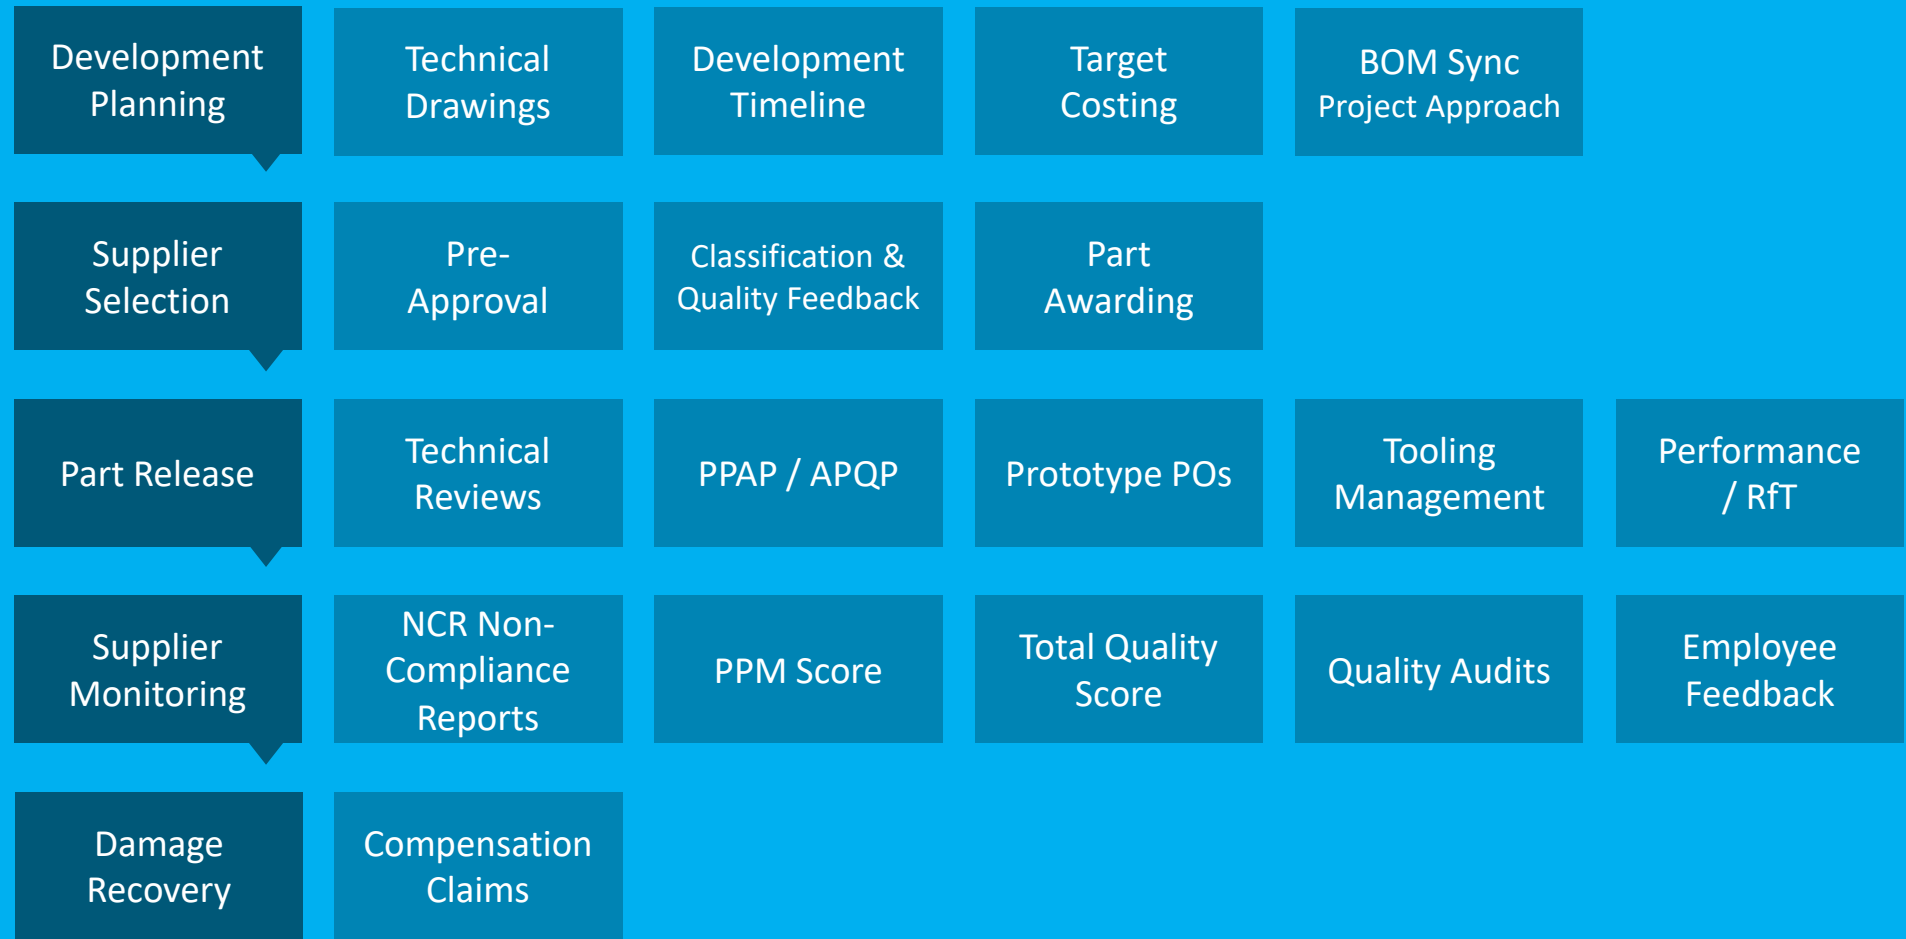 Development
Planning
Technical
Drawings
Development
Timeline
Target
Costing
BOM Sync
Project Approach
Supplier
Selection
Pre-
Approval
Classification &
Quality Feedback
Part
Awarding
Part Release
Technical
Reviews
PPAP / APQP
Prototype POs
Tooling
Management
Performance
/ RfT
Supplier
Monitoring
NCR Non-
Compliance
Reports
PPM Score
Total Quality
Score
Quality Audits
Employee
Feedback
Damage
Recovery
Compensation
Claims